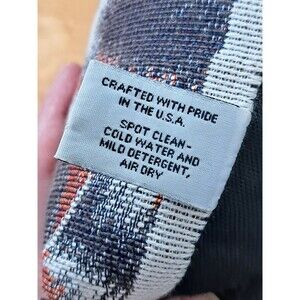 CRAFTED WITH PRIDE
IN THE U.S.A.
SPOT CLEAN-
COLD WATER AND
MILD DETERGENT,
AIR DRY